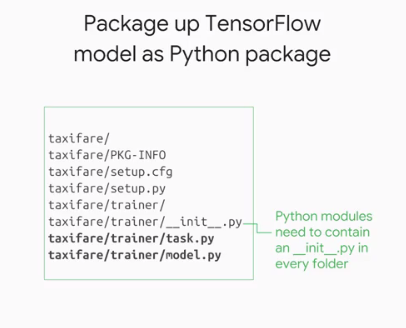 Package up TensorFlow
model as Python package
taxifare/
taxifare/PKG-INFO
taxifare/setup.cfg
taxifare/setup.py
taxifare/trainer/
taxifare/trainer/__init__.py
taxifare/trainer/task.py
taxifare/trainer/model.py
Python modules
need to contain
an __init__.py in
every folder